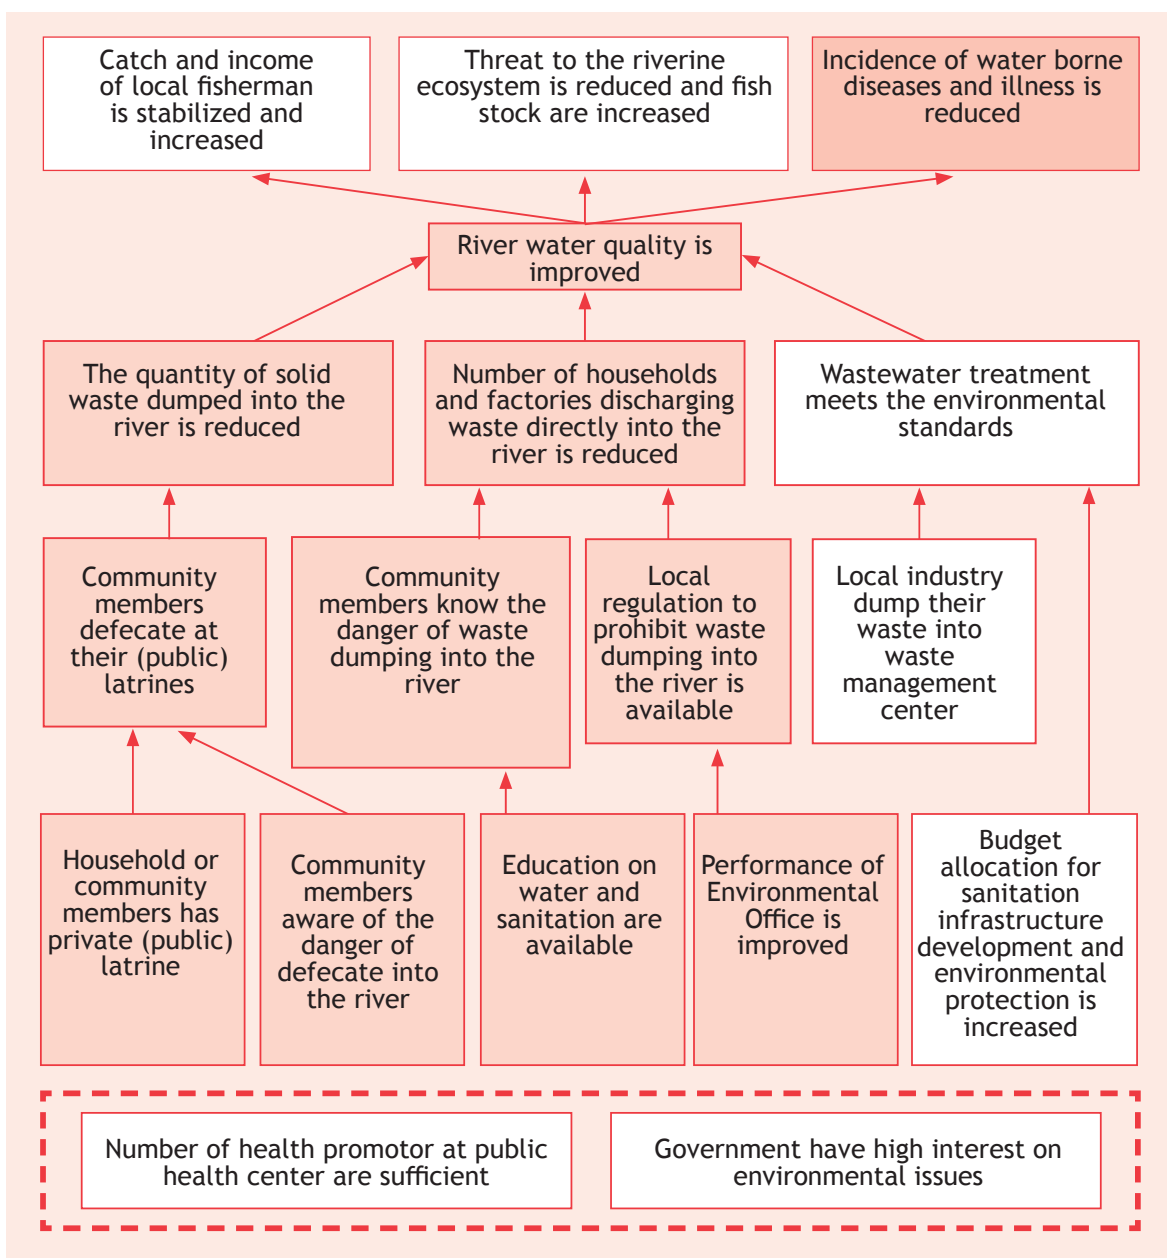 Catch and income
of local fisherman
is stabilized and
increased
Threat to the riverine
ecosystem is reduced and fish
stock are increased
Incidence of water borne
diseases and illness is
reduced
River water quality is
improved
The quantity of solid
waste dumped into the
river is reduced
Number of households
and factories discharging
waste directly into the
river is reduced
Wastewater treatment
meets the environmental
standards
Community
members
defecate at
their (public)
latrines
Community
members know the
danger of waste
dumping into the
river
Local
regulation to
prohibit waste
dumping into
the river is
available
Local industry
dump their
waste into
waste
management
center
Household or
community
members has
private (public)
latrine
Community
members
aware of the
danger of
defecate into
the river
Education on
water and
sanitation are
available
Performance of
Environmental
Office is
improved
Budget
allocation for
sanitation
infrastructure
development and
environmental
protection is
increased
Number of health promotor at public
health center are sufficient
Government have high interest on
environmental issues